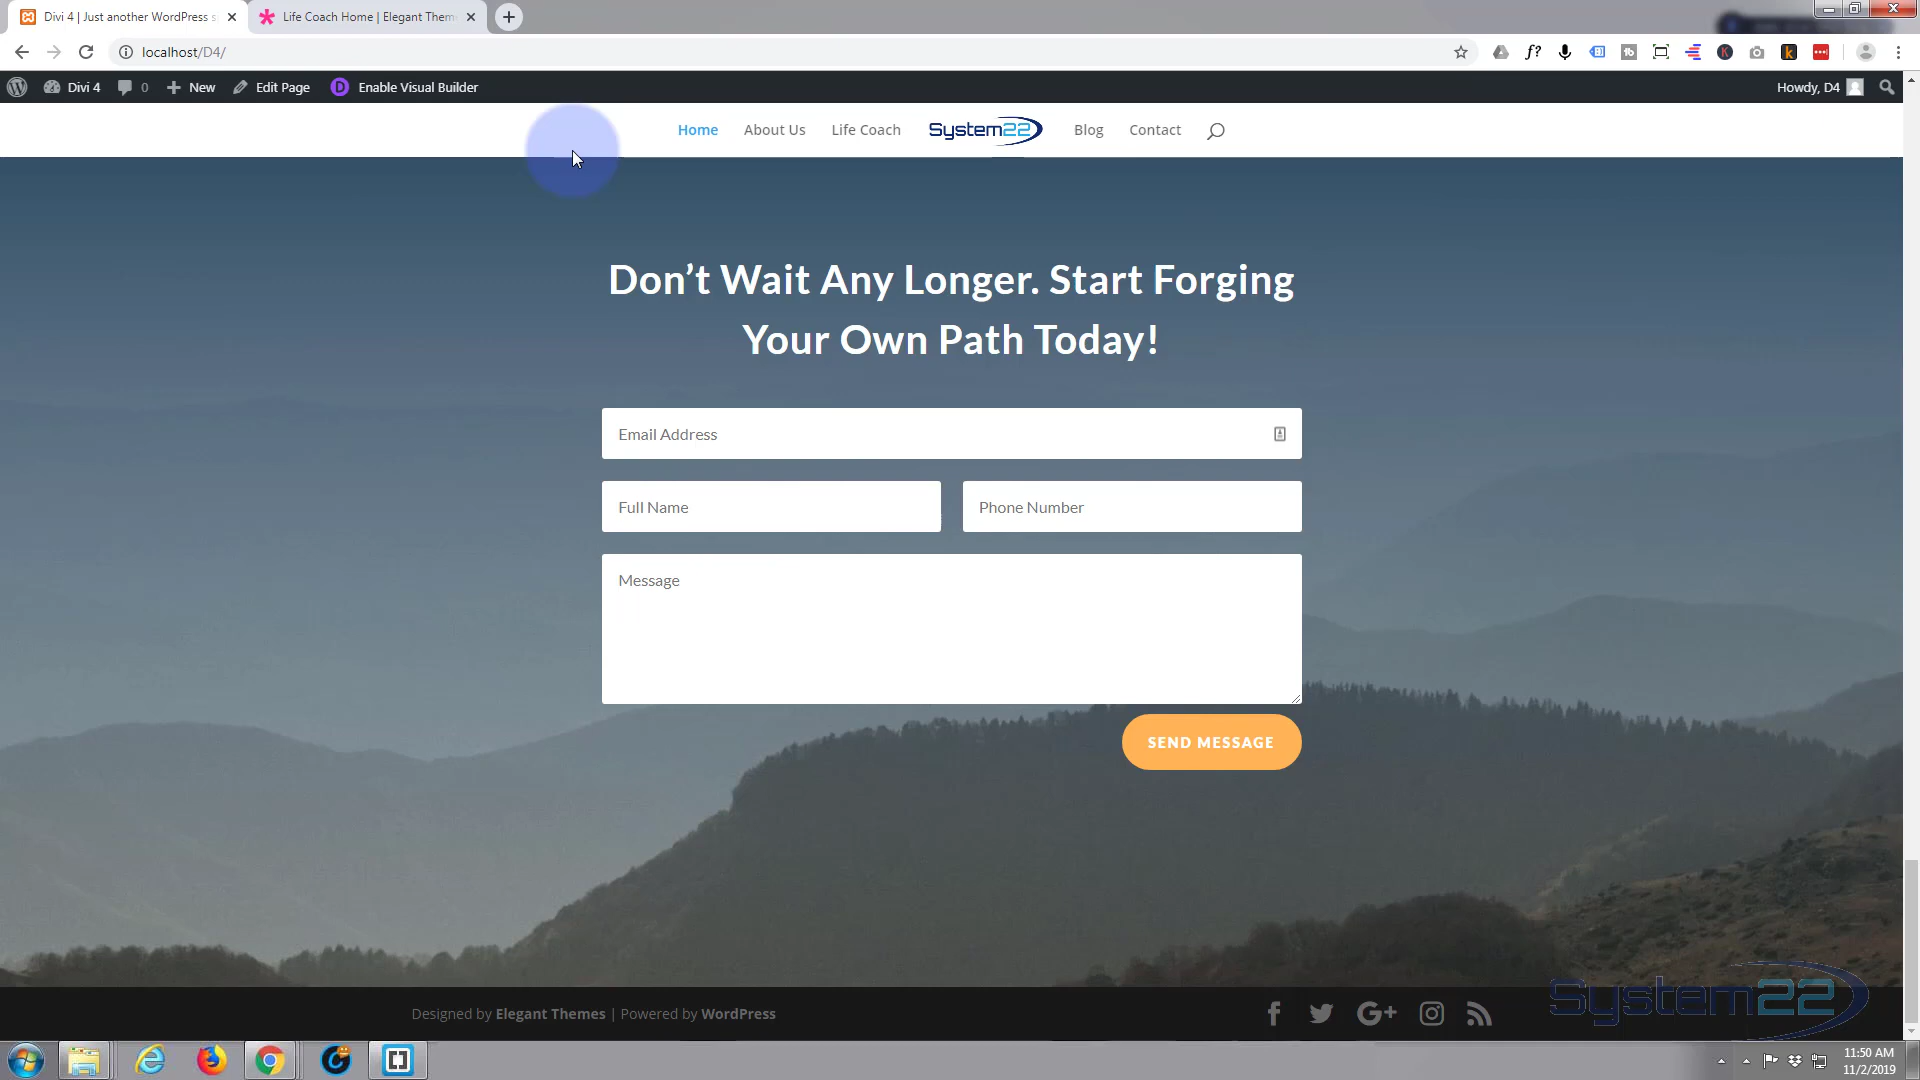 Divi 4 | Just another WordPress s
Life Coach Home | Elegant Them
localhost/D4/
Divi 4
0
New
Edit Page
Enable Visual Builder
Howdy, D4
Home
About Us
Life Coach
System22
Blog
Contact
Don’t Wait Any Longer. Start Forging
Your Own Path Today!
Email Address
Full Name
Phone Number
Message
SEND MESSAGE
Designed by Elegant Themes | Powered by WordPress
System22
11:50 AM
11/2/2019